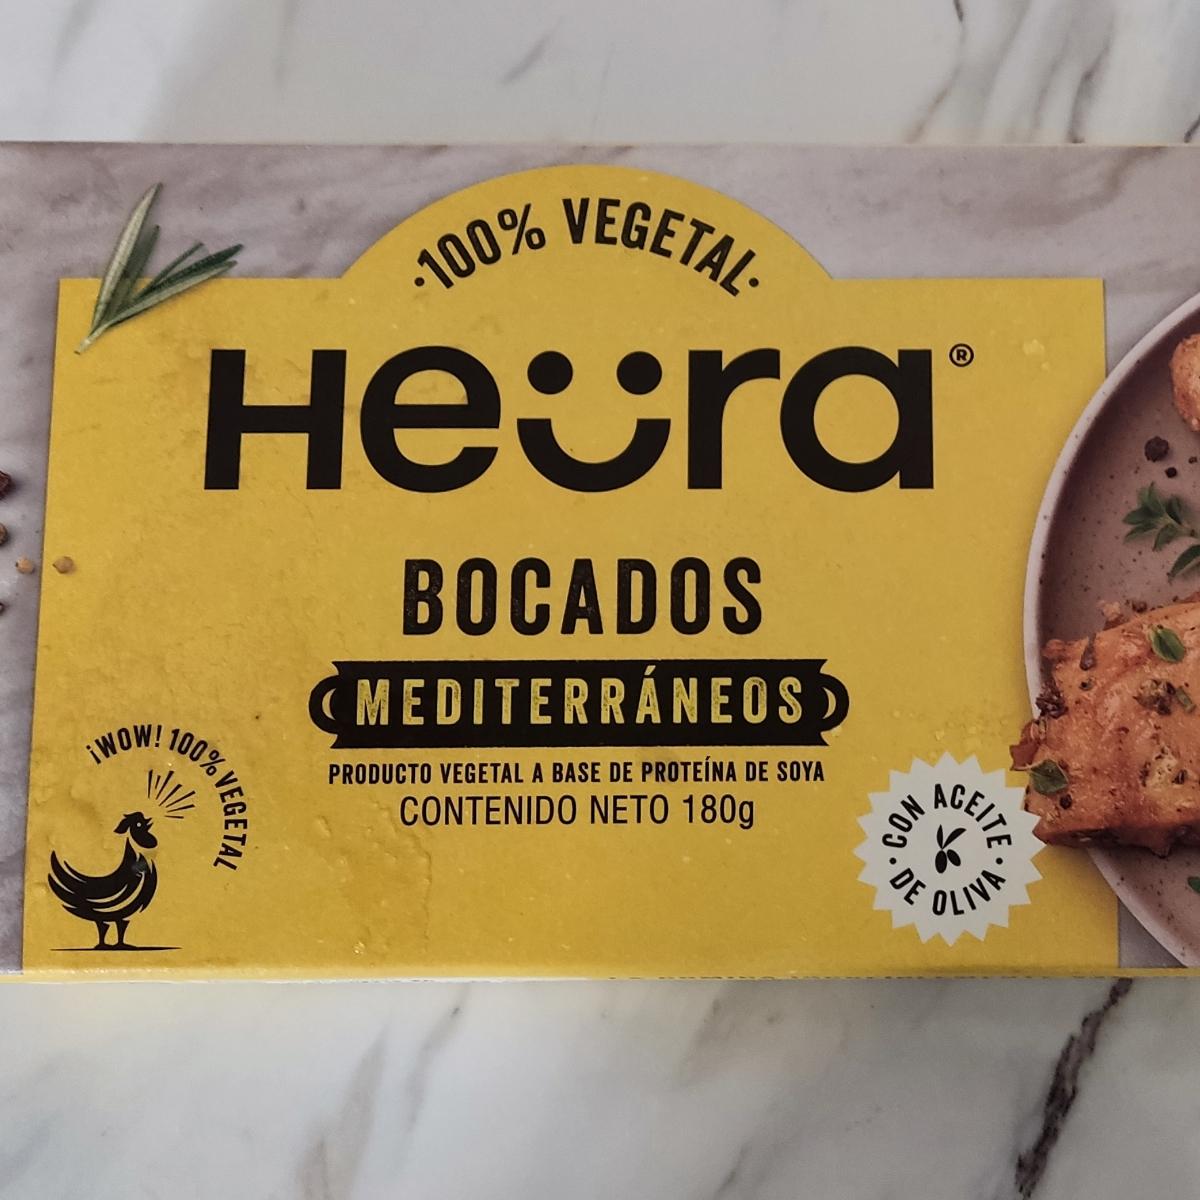 ·100% VEGETAL·
Heüra®
BOCADOS
MEDITERRÁNEOS
PRODUCTO VEGETAL A BASE DE PROTEÍNA DE SOYA
CONTENIDO NETO 180g
¡WOW! 100% VEGETAL
·CON ACEITE·
DE OLIVA